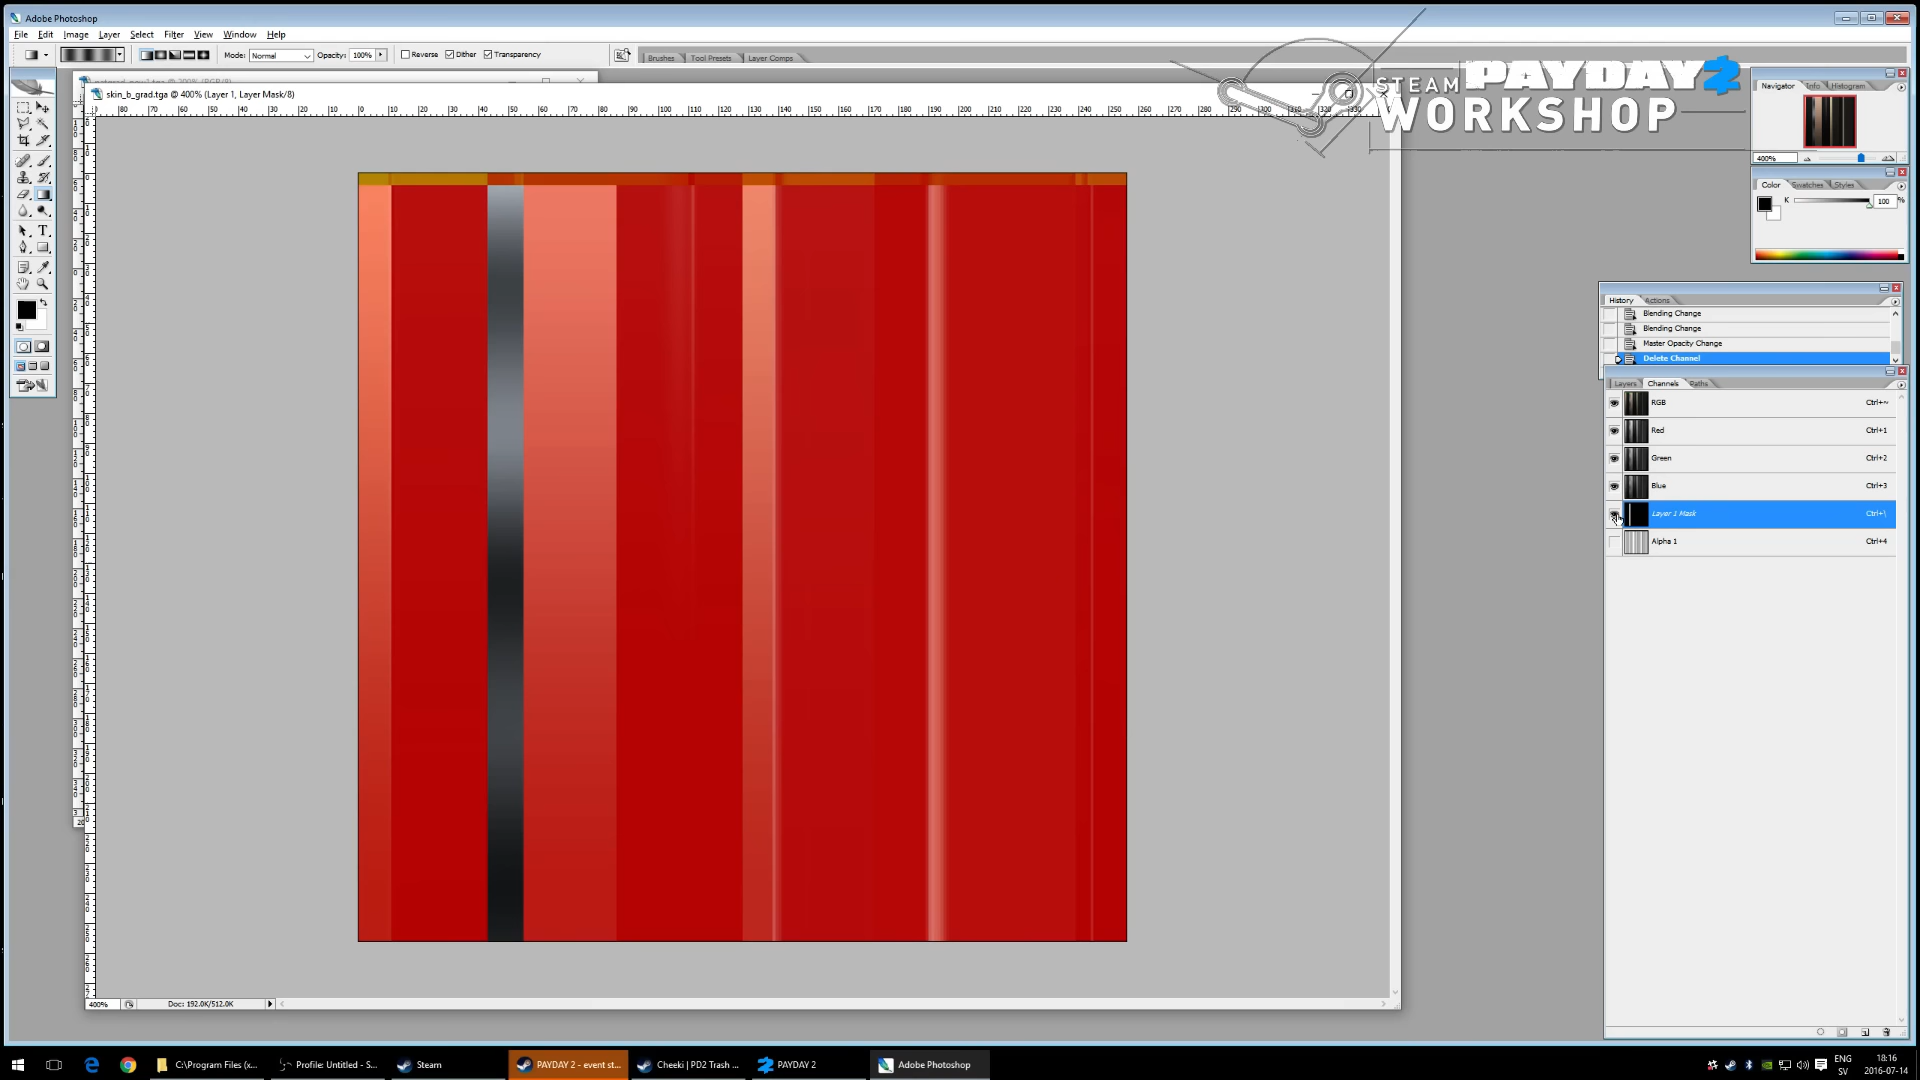 Adobe Photoshop
File Edit Image Layer Select Filter View Window Help
Mode: Normal Opacity: 100% Reverse Dither Transparency
Brushes Tool Presets Layer Comps
STEAM PAYDAY 2
WORKSHOP
skin_b_grad.tga @ 400% (Layer 1, Layer Mask/8)
Navigator Info Histogram
400%
Color Swatches Styles
K 100 %
History Actions
Blending Change
Blending Change
Master Opacity Change
Delete Channel
Layers Channels Paths
RGB Ctrl+~
Red Ctrl+1
Green Ctrl+2
Blue Ctrl+3
Layer 1 Mask Ctrl+\
Alpha 1 Ctrl+4
400% Doc: 192.0K/512.0K
C:\Program Files (x... Profile: Untitled - S... Steam PAYDAY 2 - event st... Cheeki | PD2 Trash ... PAYDAY 2 Adobe Photoshop
ENG 18:16
SV 2016-07-14